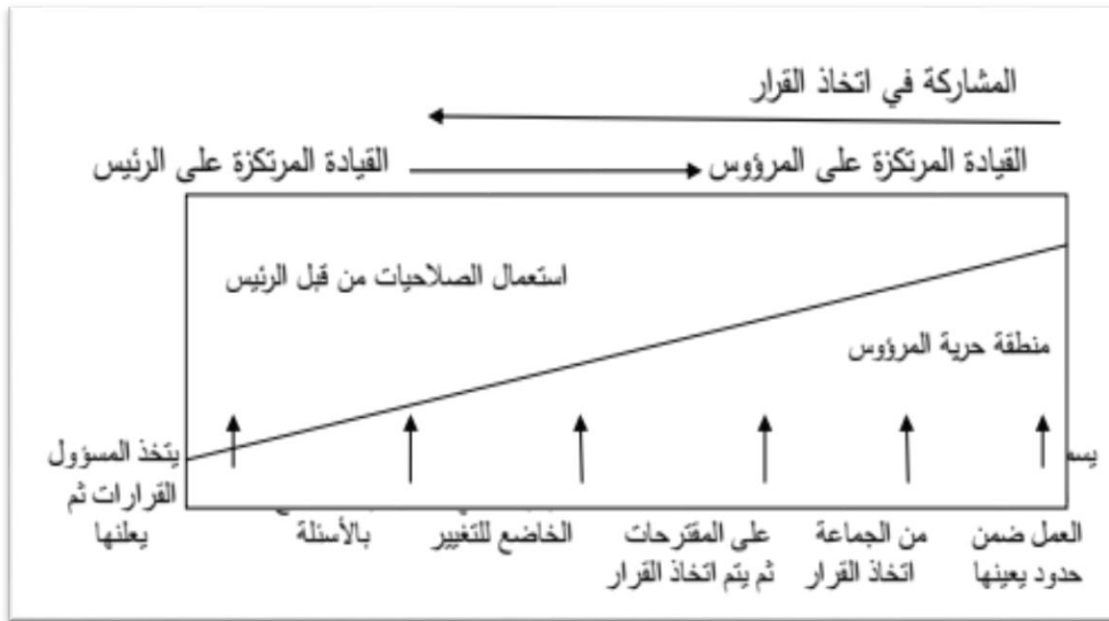 المشاركة في اتخاذ القرار
القيادة المرتكزة على المرؤوس
القيادة المرتكزة على الرئيس
استعمال الصلاحيات من قبل الرئيس
منطقة حرية المرؤوس
يسم
العمل ضمن
حدود يعينها
من الجماعة
اتخاذ القرار
على المقترحات
ثم يتم اتخاذ القرار
الخاضع للتغيير
بالأسئلة
يتخذ المسؤول
القرارات ثم
يعلنها